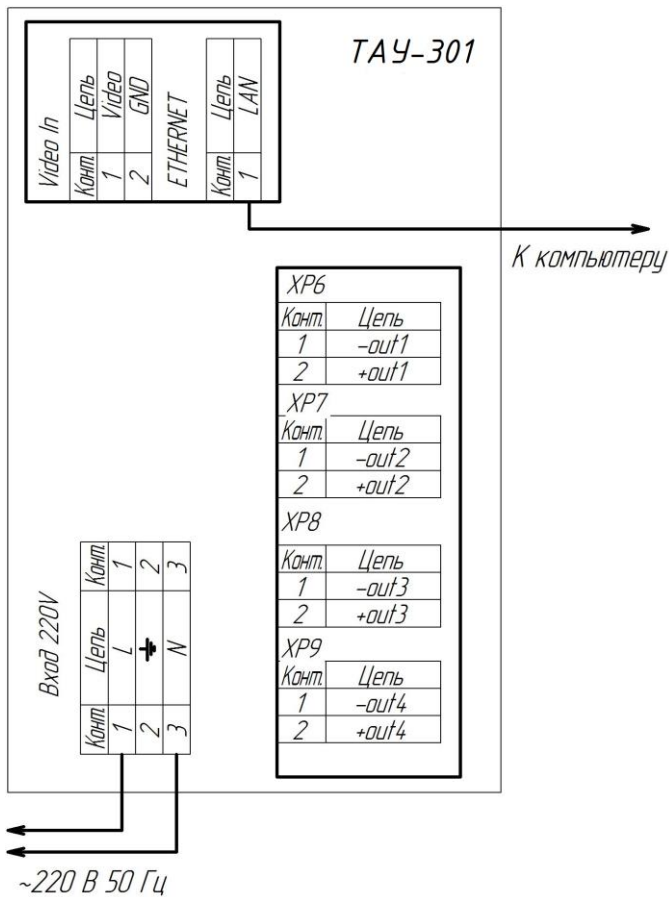 ТАУ-301
Video In
Конт. Цепь
1 Video
2 GND
ETHERNET
Конт. Цепь
1 LAN
К компьютеру
XP6
Конт. Цепь
1 -out1
2 +out1
XP7
Конт. Цепь
1 -out2
2 +out2
XP8
Конт. Цепь
1 -out3
2 +out3
XP9
Конт. Цепь
1 -out4
2 +out4
Вход 220V
Конт. Цепь Конт.
1 L 1
2 2
3 N 3
~220 В 50 Гц